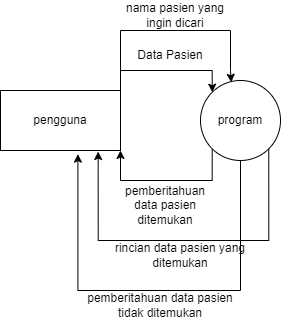 nama pasien yang
ingin dicari
Data Pasien
pengguna
program
pemberitahuan
data pasien
ditemukan
rincian data pasien yang
ditemukan
pemberitahuan data pasien
tidak ditemukan